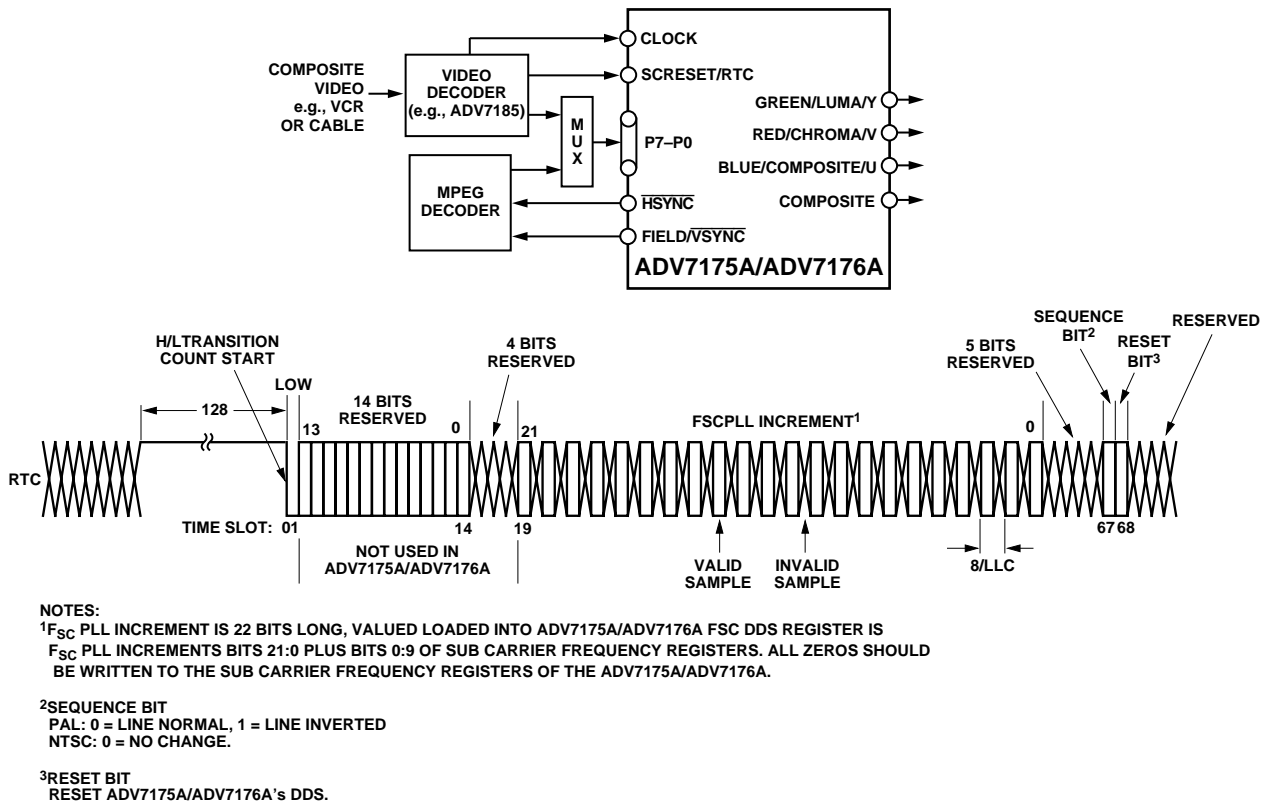 COMPOSITE
VIDEO
e.g., VCR
OR CABLE
VIDEO
DECODER
(e.g., ADV7185)
MPEG
DECODER
M
U
X
CLOCK
SCRESET/RTC
P7–P0
HSYNC
FIELD/VSYNC
GREEN/LUMA/Y
RED/CHROMA/V
BLUE/COMPOSITE/U
COMPOSITE
ADV7175A/ADV7176A
H/LTRANSITION
COUNT START
LOW
128
14 BITS
RESERVED
13
0
4 BITS
RESERVED
21
FSCPLL INCREMENT1
0
5 BITS
RESERVED
SEQUENCE
BIT2
RESET
BIT3
RESERVED
RTC
TIME SLOT: 01
14
19
67 68
NOT USED IN
ADV7175A/ADV7176A
VALID
SAMPLE
INVALID
SAMPLE
8/LLC
NOTES:
1FSC PLL INCREMENT IS 22 BITS LONG, VALUED LOADED INTO ADV7175A/ADV7176A FSC DDS REGISTER IS
FSC PLL INCREMENTS BITS 21:0 PLUS BITS 0:9 OF SUB CARRIER FREQUENCY REGISTERS. ALL ZEROS SHOULD
BE WRITTEN TO THE SUB CARRIER FREQUENCY REGISTERS OF THE ADV7175A/ADV7176A.
2SEQUENCE BIT
PAL: 0 = LINE NORMAL, 1 = LINE INVERTED
NTSC: 0 = NO CHANGE.
3RESET BIT
RESET ADV7175A/ADV7176A's DDS.